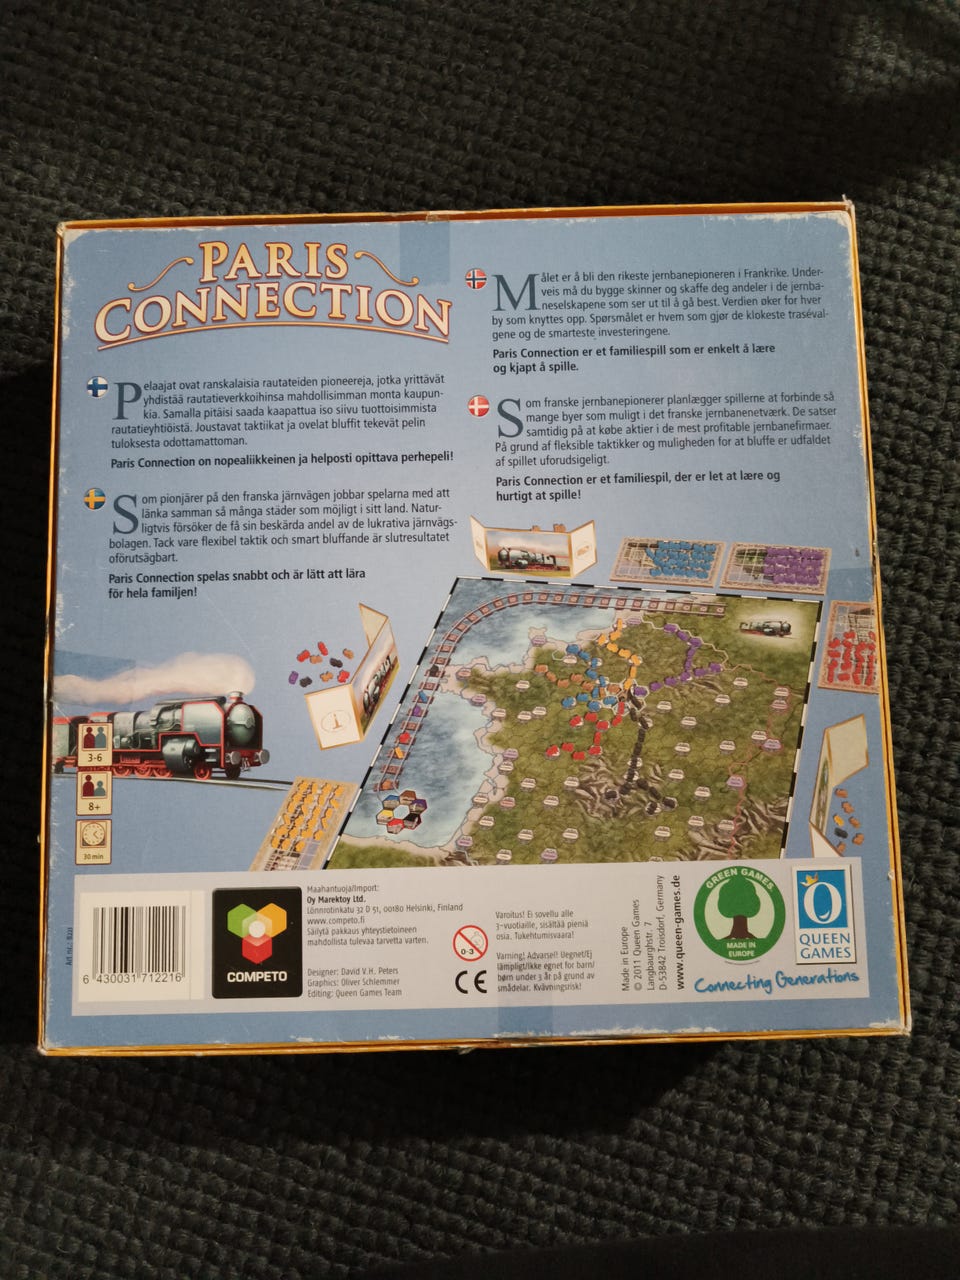 PARIS
CONNECTION
Pelaajat ovat ranskalaisia rautateiden pioneereja, jotka yrittävät
yhdistää rautatieverkkoihinsa mahdollisimman monta kaupun-
kia. Samalla pitäisi saada kaapattua iso siivu tuottoisimmista
rautatieyhtiöistä. Joustavat taktiikat ja ovelat bluffit tekevät pelin
tuloksesta odottamattoman.
Paris Connection on nopealiikkeinen ja helposti opittava perhepeli!
Som pionjärer på den franska järnvägen jobbar spelarna med att
länka samman så många städer som möjligt i sitt land. Natur-
ligtvis försöker de få sin beskärda andel av de lukrativa järnvägs-
bolagen. Tack vare flexibel taktik och smart bluffande är slutresultatet
oförutsägbart.
Paris Connection spelas snabbt och är lätt att lära
för hela familjen!
Målet er å bli den rikeste jernbanepioneren i Frankrike. Under-
veis må du bygge skinner og skaffe deg andeler i de jernba-
neselskapene som ser ut til å gå best. Verdien øker for hver
by som knyttes opp. Spørsmålet er hvem som gjør de klokeste traséval-
gene og de smarteste investeringene.
Paris Connection er et familiespill som er enkelt å lære
og kjapt å spille.
Som franske jernbanepionerer planlægger spillerne at forbinde så
mange byer som muligt i det franske jernbanenetværk. De satser
samtidig på at købe aktier i de mest profitable jernbanefirmaer.
På grund af fleksible taktikker og muligheden for at bluffe er udfaldet
af spillet uforudsigeligt.
Paris Connection er et familiespil, der er let at lære og
hurtigt at spille!
3-6
8+
30 min
6 430031 712216
COMPETO
Maahantuoja/Import:
Oy Marektoy Ltd.
Lönnrotinkatu 32 D 51, 00180 Helsinki, Finland
www.competo.fi
Säilytä pakkaus yhteystietoineen
mahdollista tulevaa tarvetta varten.
Designer: David V.H. Peters
Graphics: Oliver Schlemmer
Editing: Queen Games Team
0-3
CE
Varoitus! Ei sovellu alle
3-vuotiaille, sisältää pieniä
osia. Tukehtumisvaara!
Varning! Advarsel! Uegnet/Ej
lämpligt/Ikke egnet for barn/
børn under 3 år på grund av
smådelar. Kvävningsrisk!
Made in Europe
© 2011 Queen Games
Langbaurghstr. 7
D-53842 Troisdorf, Germany
www.queen-games.de
GREEN GAMES
MADE IN
EUROPE
QUEEN
GAMES
Connecting Generations